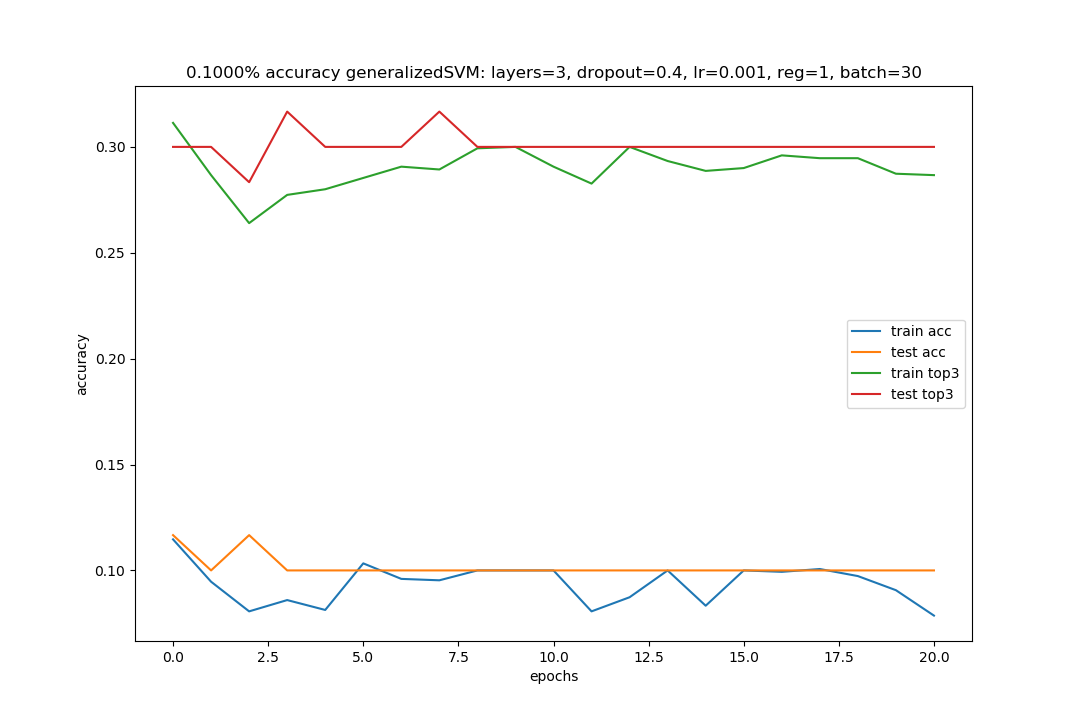 0.1000% accuracy generalizedSVM: layers=3, dropout=0.4, lr=0.001, reg=1, batch=30
0.30
0.25
0.20
0.15
0.10
accuracy
train acc
test acc
train top3
test top3
0.0 2.5 5.0 7.5 10.0 12.5 15.0 17.5 20.0
epochs